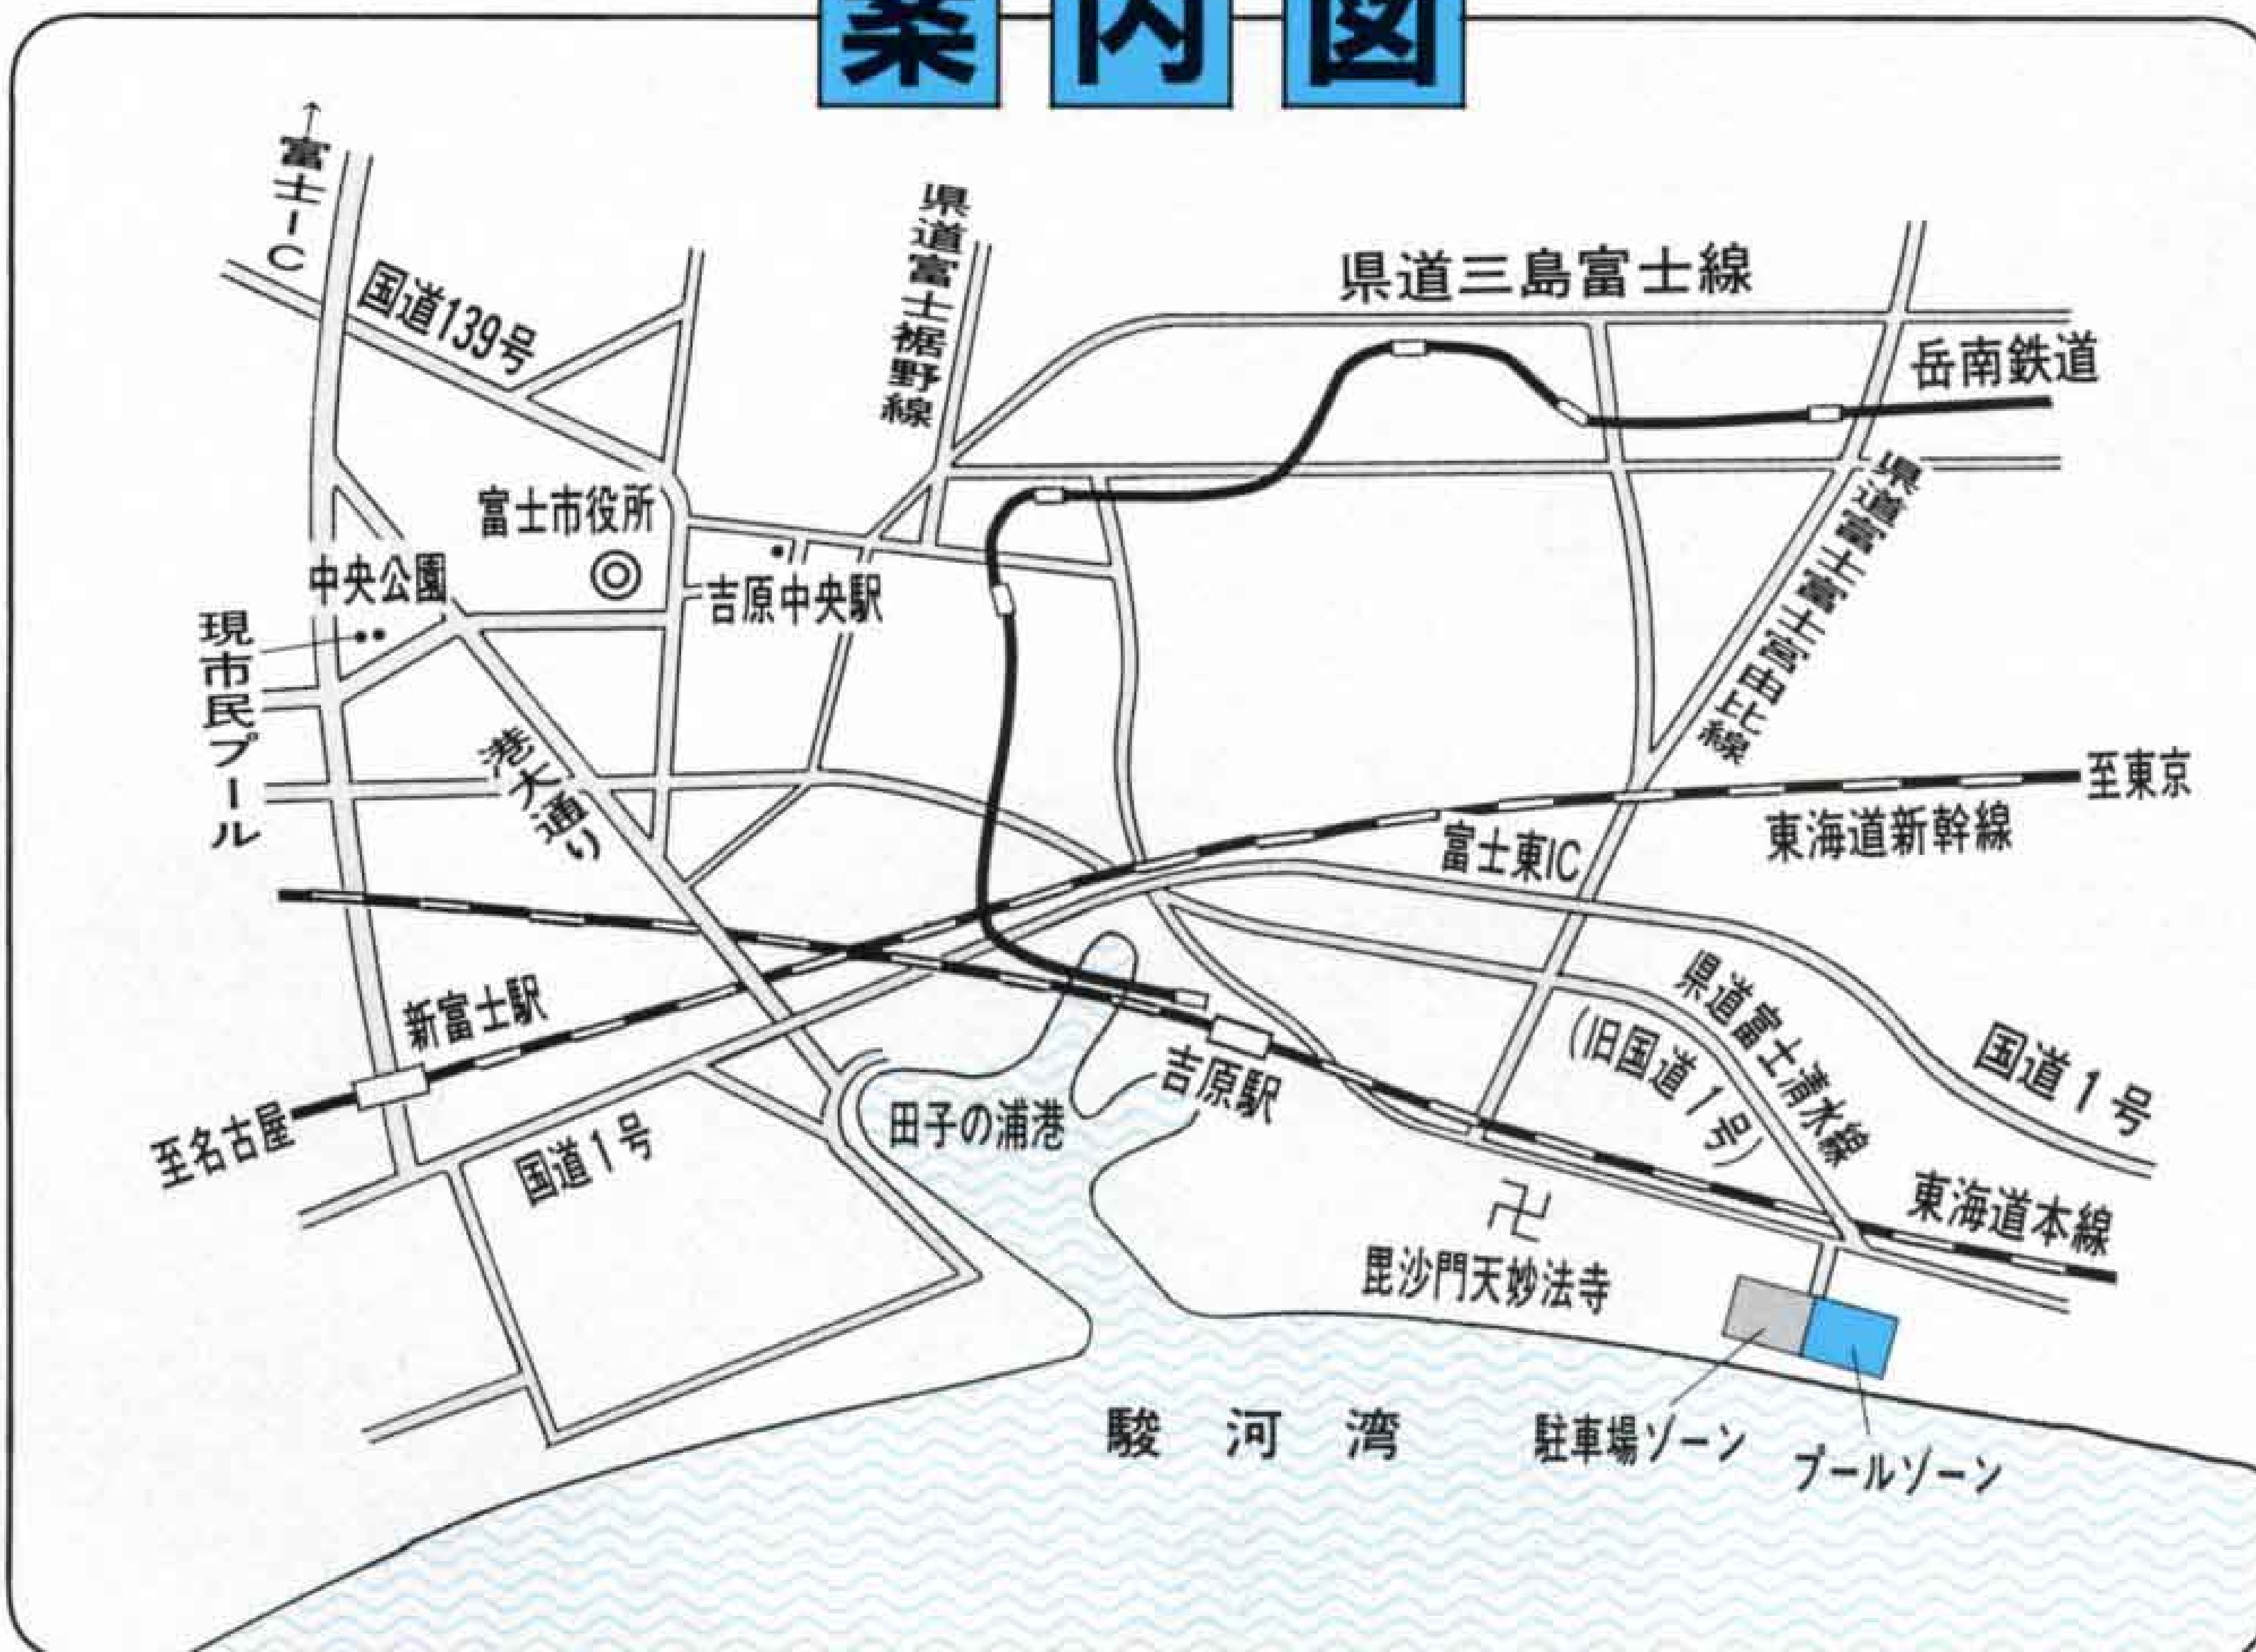 案内図
富士IC
国道139号
県道富士裾野線
県道三島富士線
岳南鉄道
富士市役所
中央公園
吉原中央駅
現市民プール
港大通り
県道富士富士宮由比線
至東京
東海道新幹線
富士東IC
新富士駅
至名古屋
国道1号
田子の浦港
吉原駅
県道富士清水線
(旧国道1号)
国道1号
東海道本線
毘沙門天妙法寺
駿河湾
駐車場ゾーン
プールゾーン